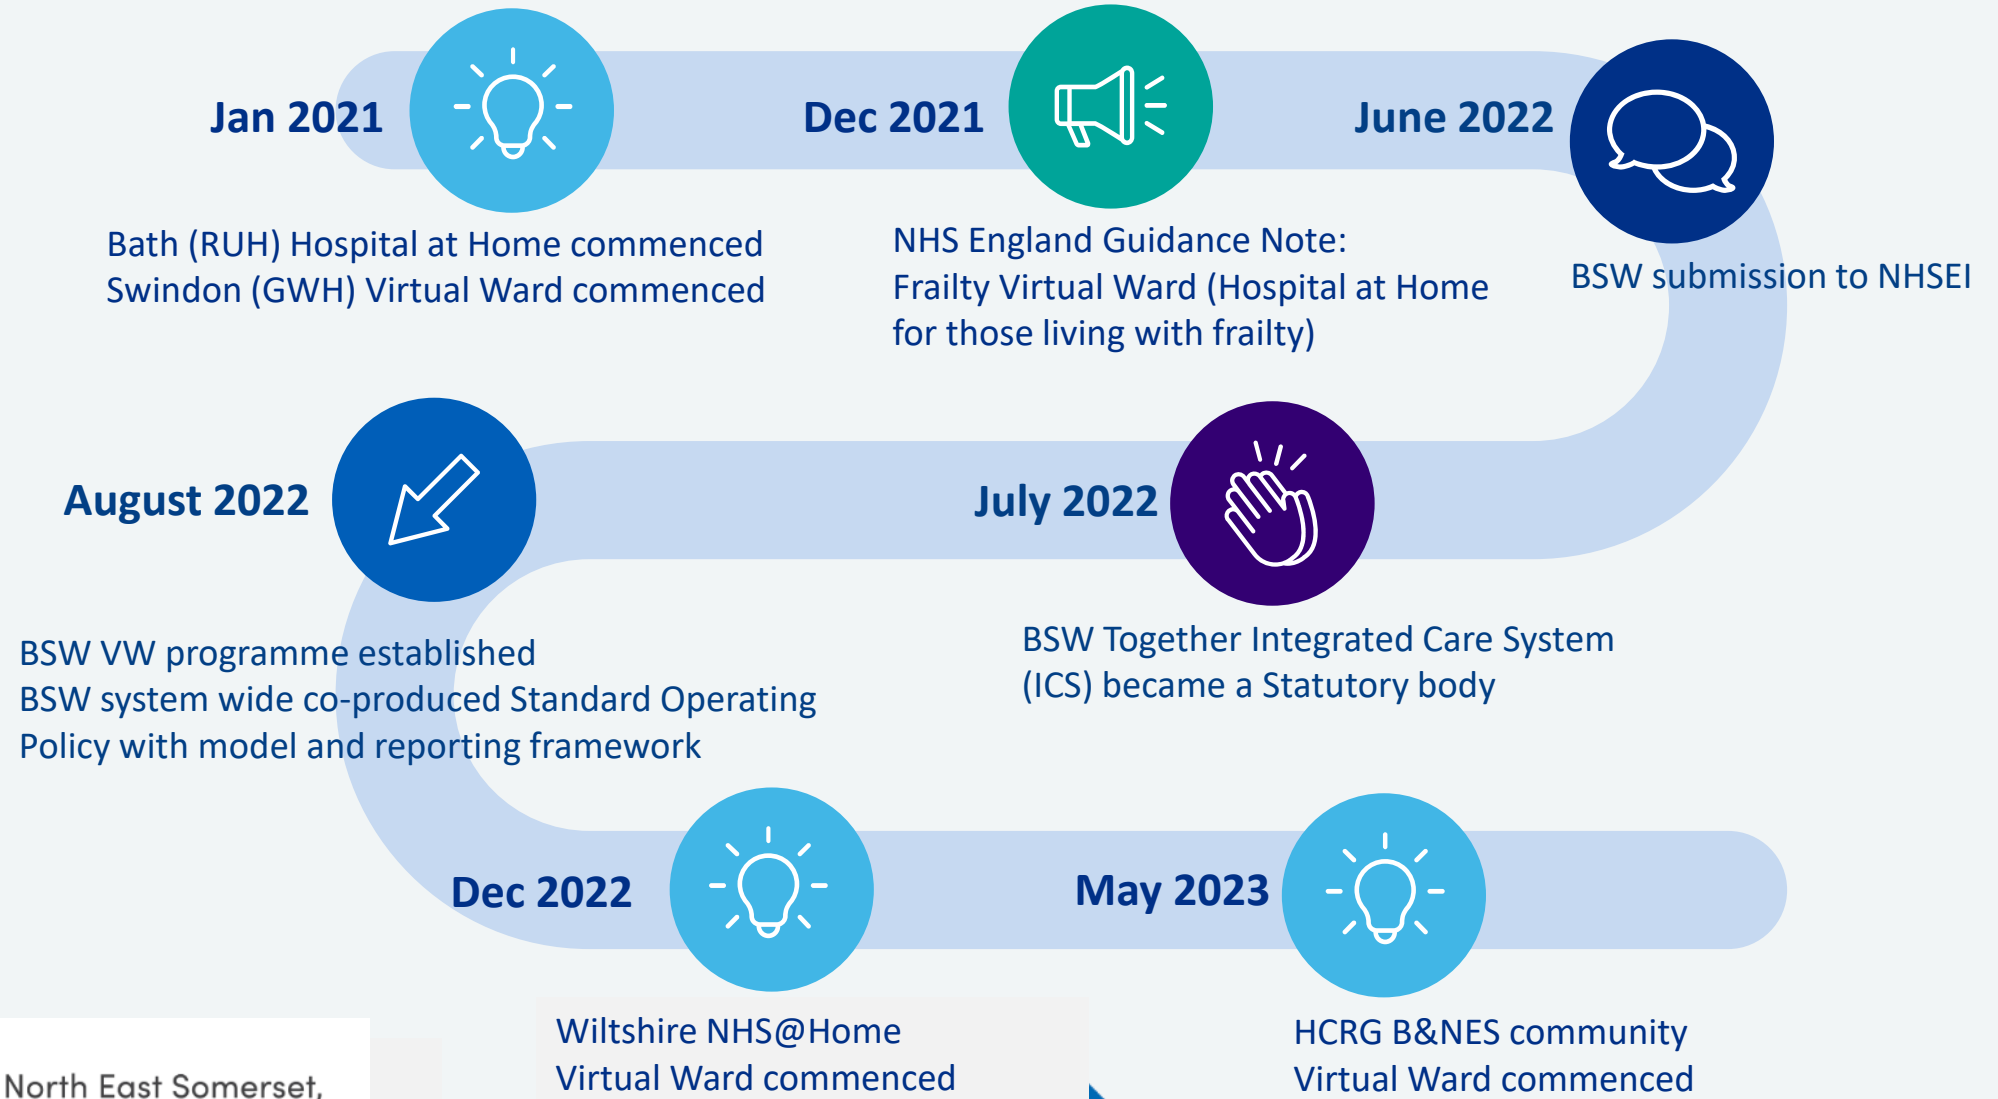 Jan 2021
Bath (RUH) Hospital at Home commenced
Swindon (GWH) Virtual Ward commenced
Dec 2021
NHS England Guidance Note:
Frailty Virtual Ward (Hospital at Home
for those living with frailty)
June 2022
BSW submission to NHSEI
August 2022
BSW VW programme established
BSW system wide co-produced Standard Operating
Policy with model and reporting framework
July 2022
BSW Together Integrated Care System
(ICS) became a Statutory body
Dec 2022
Wiltshire NHS@Home
Virtual Ward commenced
May 2023
HCRG B&NES community
Virtual Ward commenced
North East Somerset,